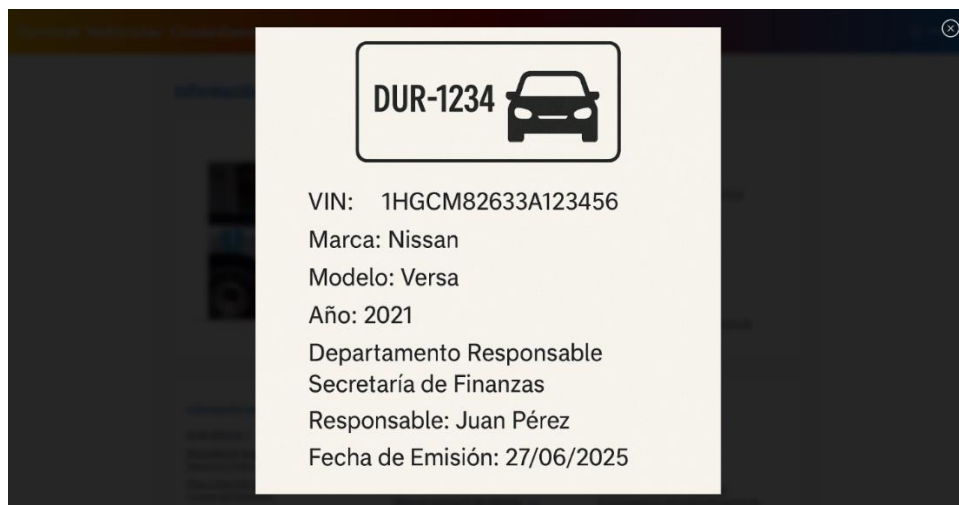 DUR-1234
VIN: 1HGCM82633A123456
Marca: Nissan
Modelo: Versa
Año: 2021
Departamento Responsable
Secretaría de Finanzas
Responsable: Juan Pérez
Fecha de Emisión: 27/06/2025